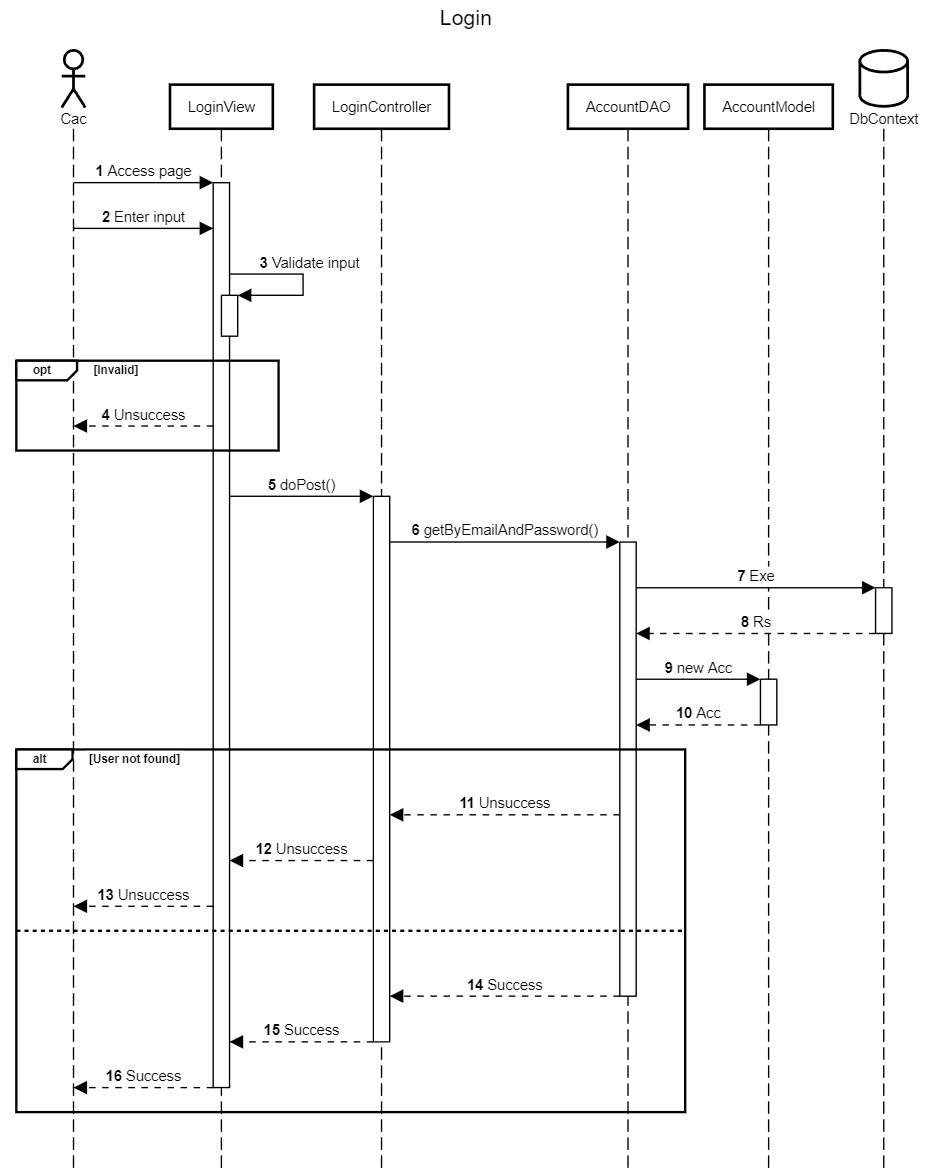 Login
Cac
LoginView
LoginController
AccountDAO
AccountModel
DbContext
1 Access page
2 Enter input
3 Validate input
opt [Invalid]
4 Unsuccess
5 doPost()
6 getByEmailAndPassword()
7 Exe
8 Rs
9 new Acc
10 Acc
alt [User not found]
11 Unsuccess
12 Unsuccess
13 Unsuccess
14 Success
15 Success
16 Success